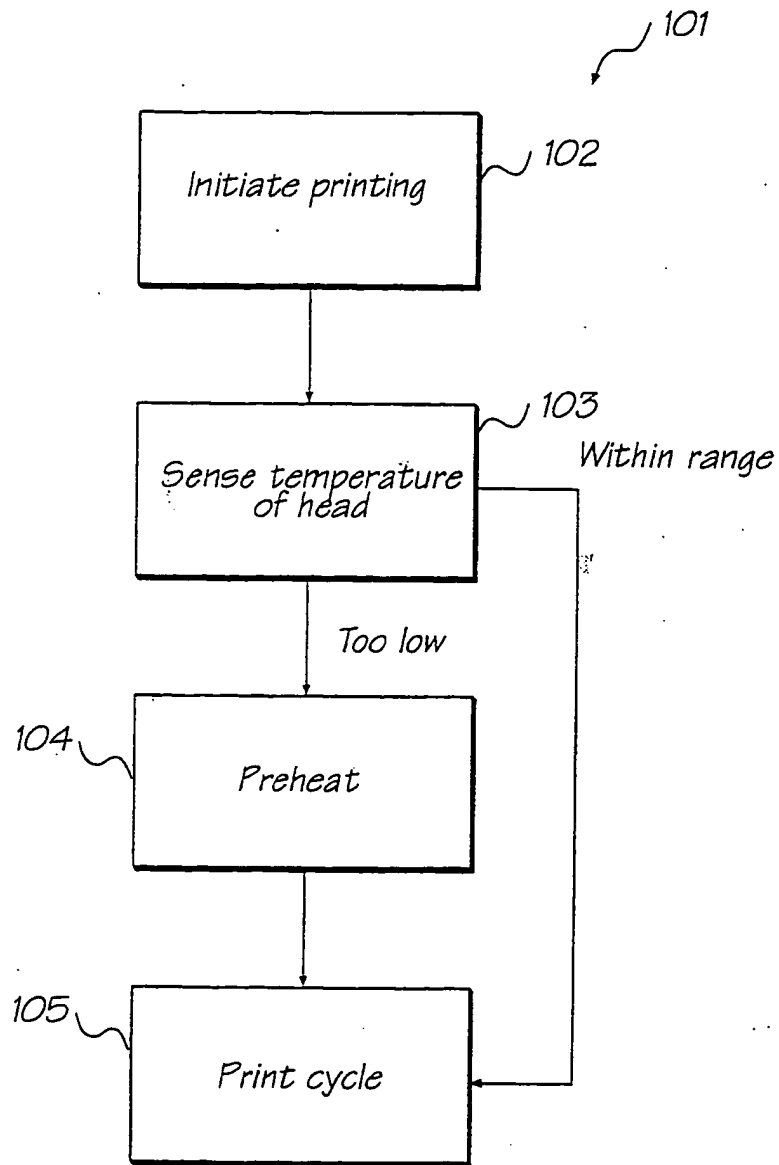 101
Initiate printing
102
103
Sense temperature
of head
Within range
Too low
104
Preheat
105
Print cycle